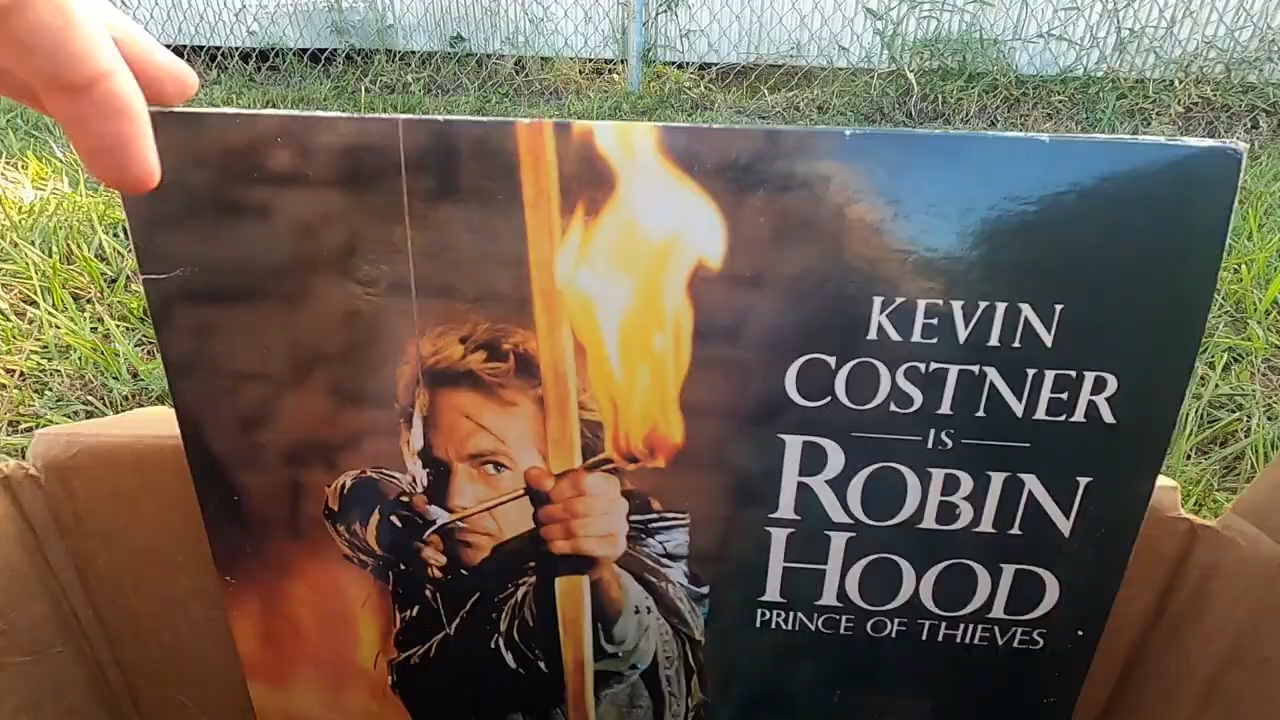 KEVIN
COSTNER
IS
ROBIN
HOOD
PRINCE OF THIEVES